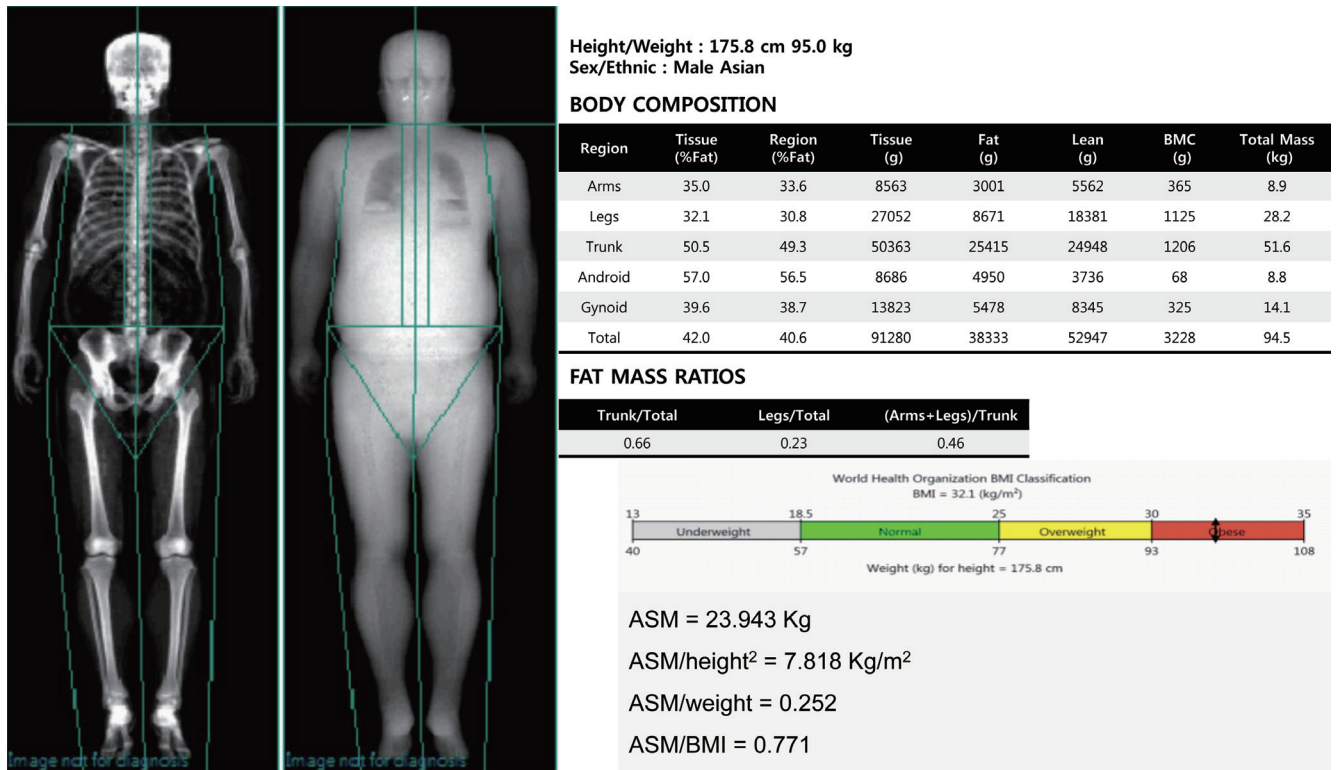 Height/Weight : 175.8 cm 95.0 kg
Sex/Ethnic : Male Asian
BODY COMPOSITION
Region Tissue (%Fat) Region (%Fat) Tissue (g) Fat (g) Lean (g) BMC (g) Total Mass (kg)
Arms 35.0 33.6 8563 3001 5562 365 8.9
Legs 32.1 30.8 27052 8671 18381 1125 28.2
Trunk 50.5 49.3 50363 25415 24948 1206 51.6
Android 57.0 56.5 8686 4950 3736 68 8.8
Gynoid 39.6 38.7 13823 5478 8345 325 14.1
Total 42.0 40.6 91280 38333 52947 3228 94.5
FAT MASS RATIOS
Trunk/Total Legs/Total (Arms+Legs)/Trunk
0.66 0.23 0.46
World Health Organization BMI Classification
BMI = 32.1 (kg/m²)
13 18.5 25 30 35
Underweight Normal Overweight Obese
40 57 77 93 108
Weight (kg) for height = 175.8 cm
ASM = 23.943 Kg
ASM/height² = 7.818 Kg/m²
ASM/weight = 0.252
ASM/BMI = 0.771
Image not for diagnosis
Image not for diagnosis